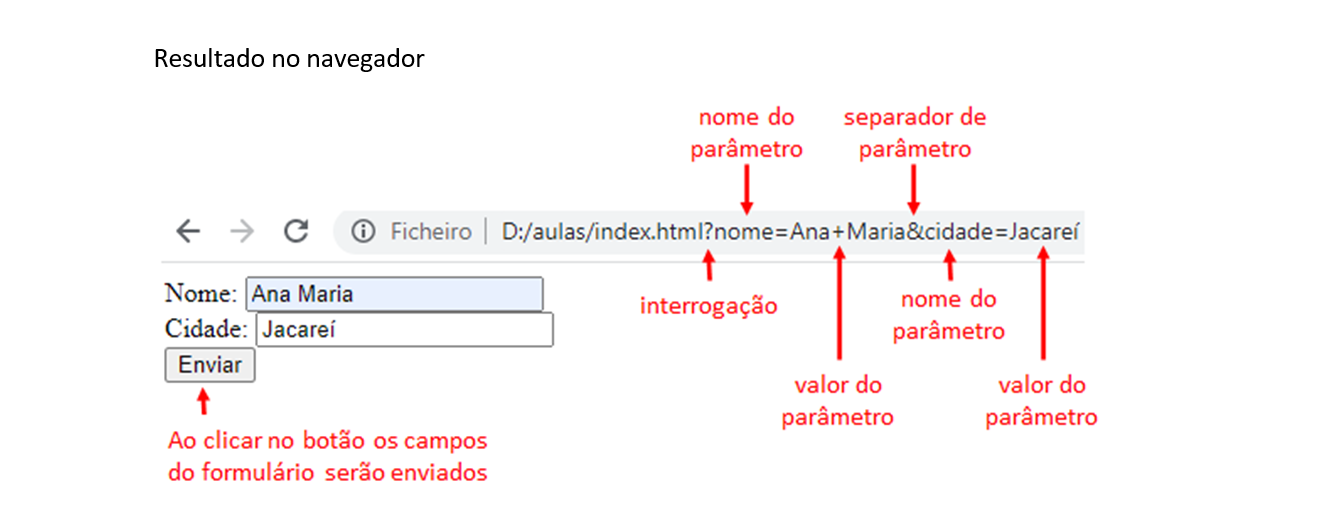 Resultado no navegador
nome do
parâmetro
separador de
parâmetro
Ficheiro
D:/aulas/index.html?nome=Ana+Maria&cidade=Jacareí
interrogação
nome do
parâmetro
valor do
parâmetro
valor do
parâmetro
Nome: Ana Maria
Cidade: Jacareí
Enviar
Ao clicar no botão os campos
do formulário serão enviados